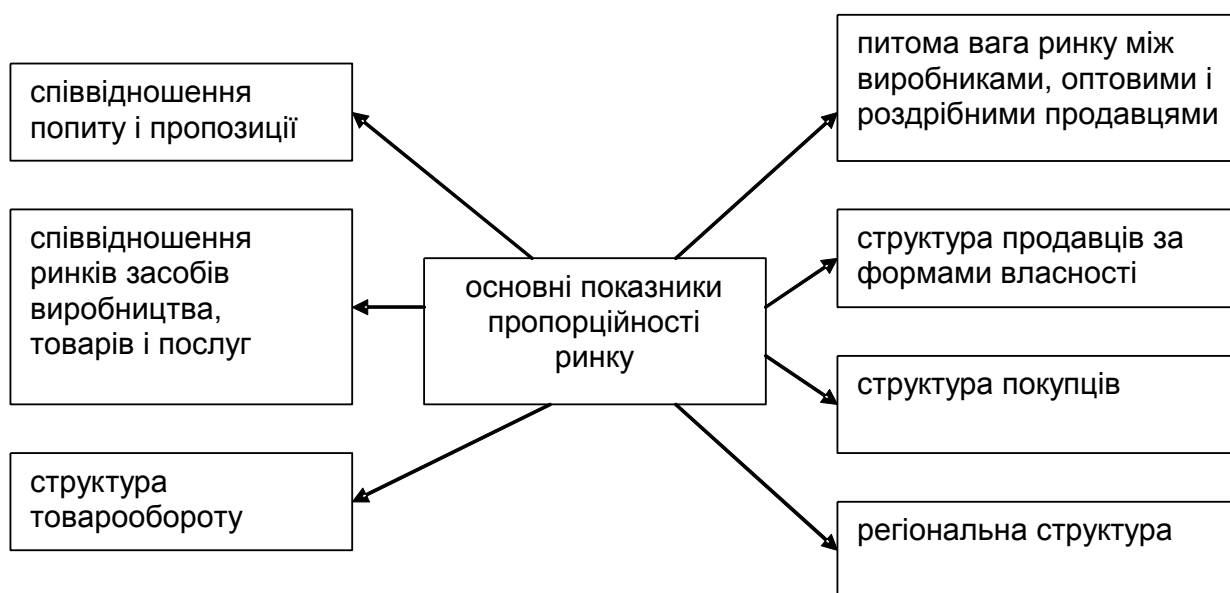 співвідношення
попиту і пропозиції
співвідношення
ринків засобів
виробництва,
товарів і послуг
структура
товарообороту
основні показники
пропорційності
ринку
питома вага ринку між
виробниками, оптовими і
роздрібними продавцями
структура продавців за
формами власності
структура покупців
регіональна структура